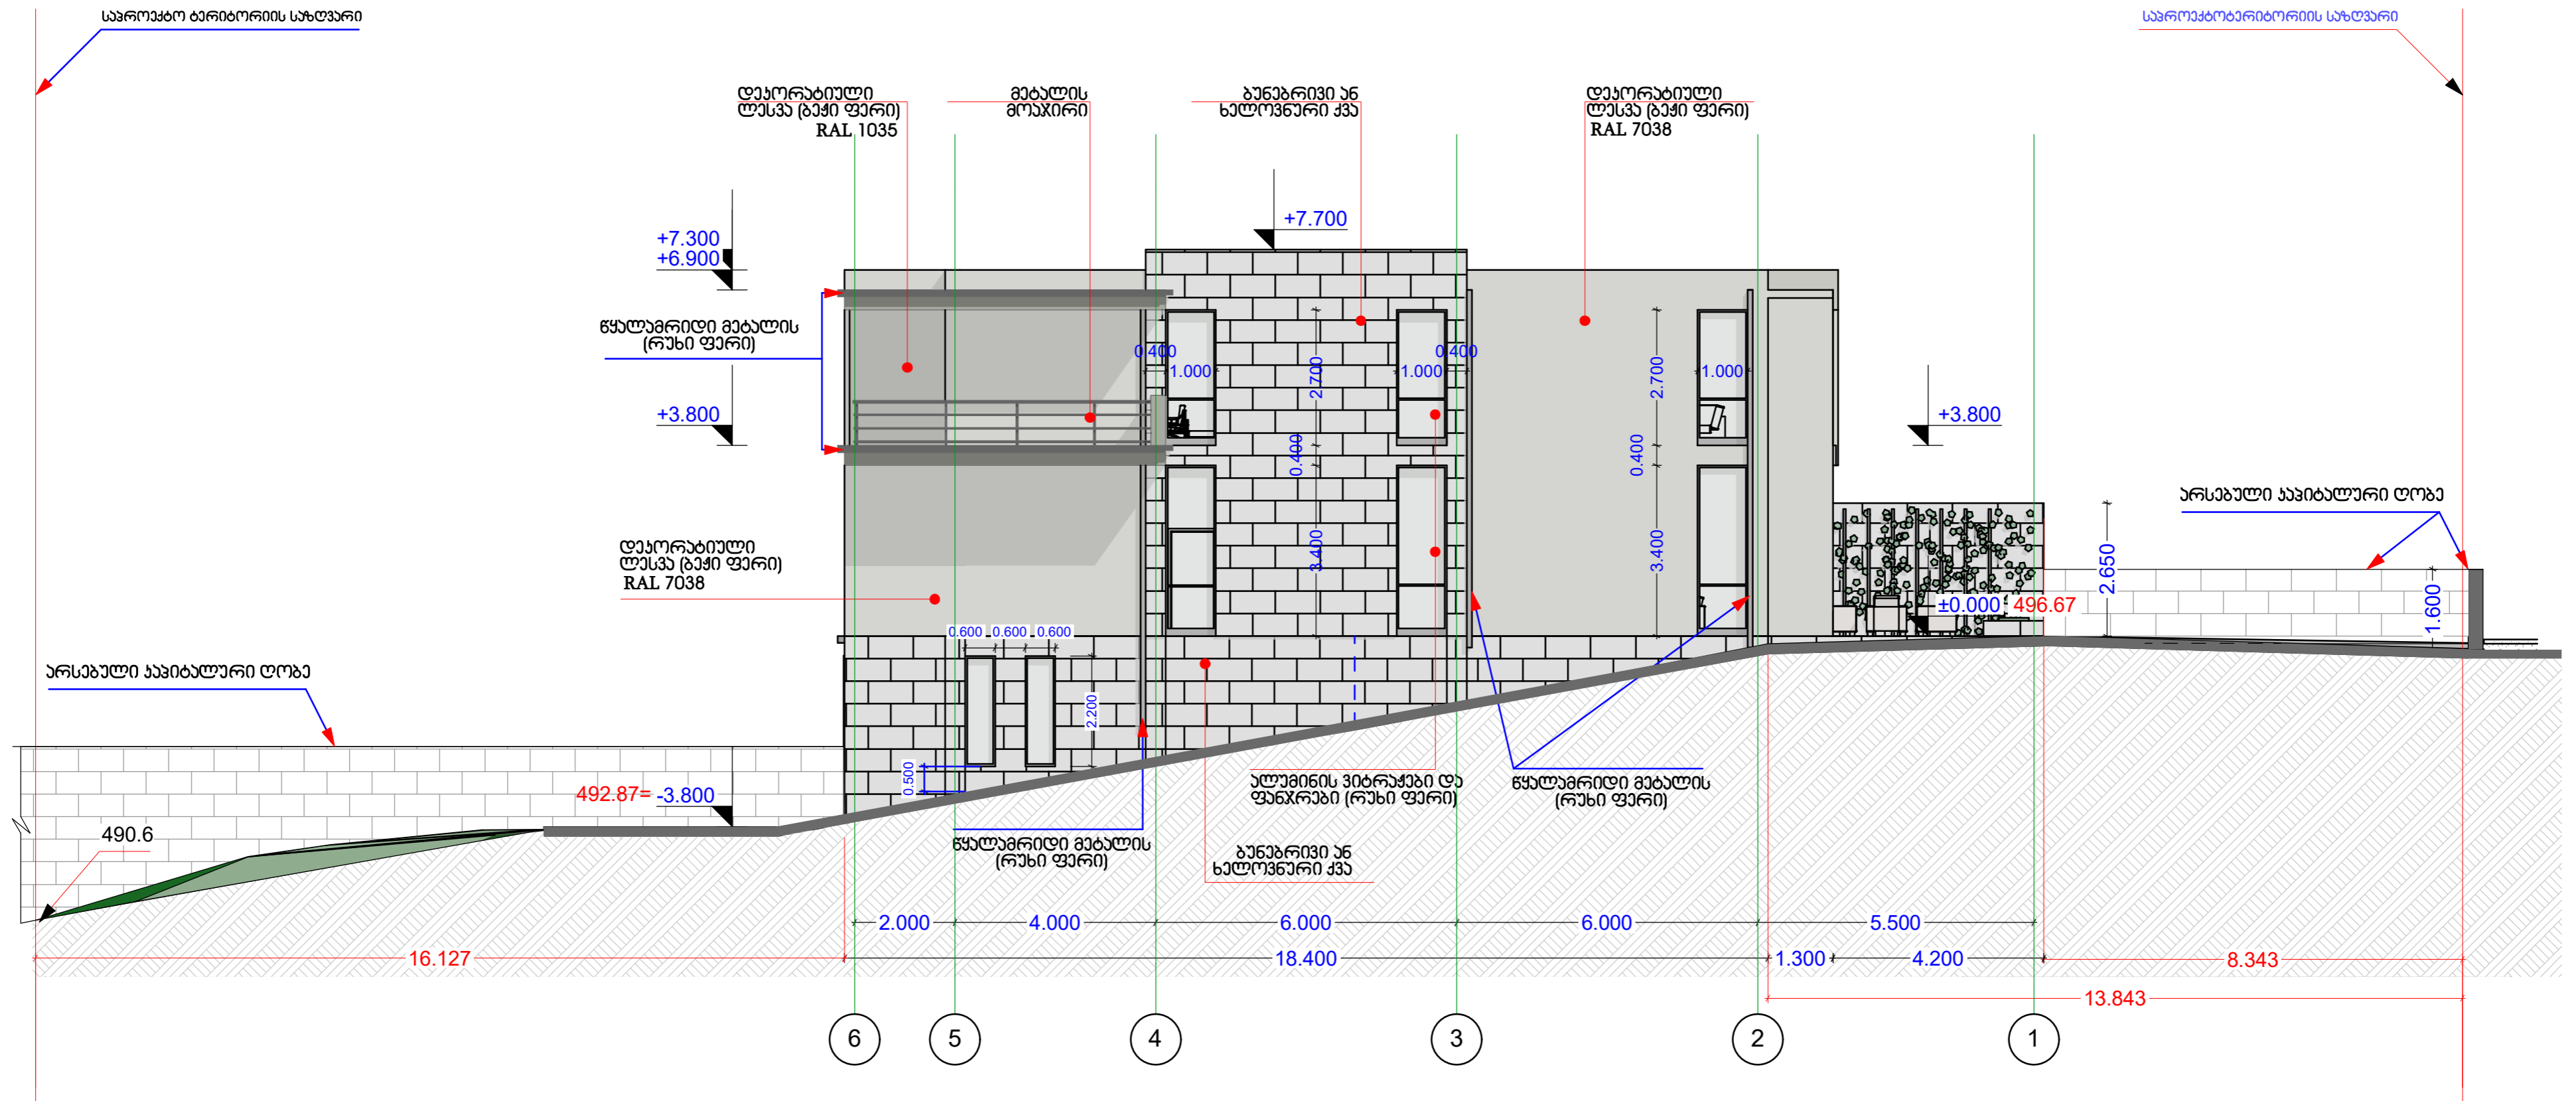 საპროექტო ტერიტორიის საზღვარი
საპროექტოტერიტორიის საზღვარი
დეკორატიული
ლესვა (ბეჟი ფერი)
RAL 1035
მეტალის
მოაჯირი
ბუნებრივი ან
ხელოვნური ქვა
დეკორატიული
ლესვა (ბეჟი ფერი)
RAL 7038
+7.700
+7.300
+6.900
წყალამრიდი მეტალის
(რუხი ფერი)
0.400
1.000
2.700
1.000
0.400
2.700
1.000
+3.800
+3.800
0.400
0.400
არსებული კაპიტალური ღობე
დეკორატიული
ლესვა (ბეჟი ფერი)
RAL 7038
3.400
3.400
2.650
±0.000
496.67
1.600
0.600
0.600
0.600
2.200
0.500
არსებული კაპიტალური ღობე
492.87=
-3.800
490.6
ალუმინის ვიტრაჟები და
ფანჯრები (რუხი ფერი)
წყალამრიდი მეტალის
(რუხი ფერი)
წყალამრიდი მეტალის
(რუხი ფერი)
ბუნებრივი ან
ხელოვნური ქვა
2.000
4.000
6.000
6.000
5.500
16.127
18.400
1.300
4.200
8.343
13.843
6
5
4
3
2
1